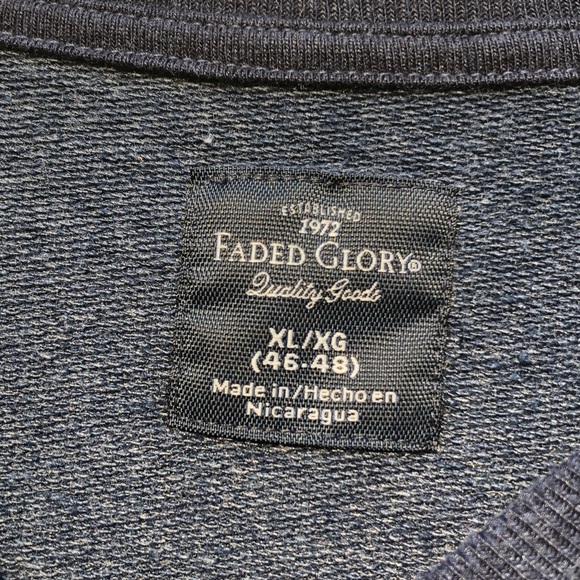 ESTABLISHED
1972
FADED GLORY®
Quality Goods
XL/XG
(46-48)
Made in/Hecho en
Nicaragua